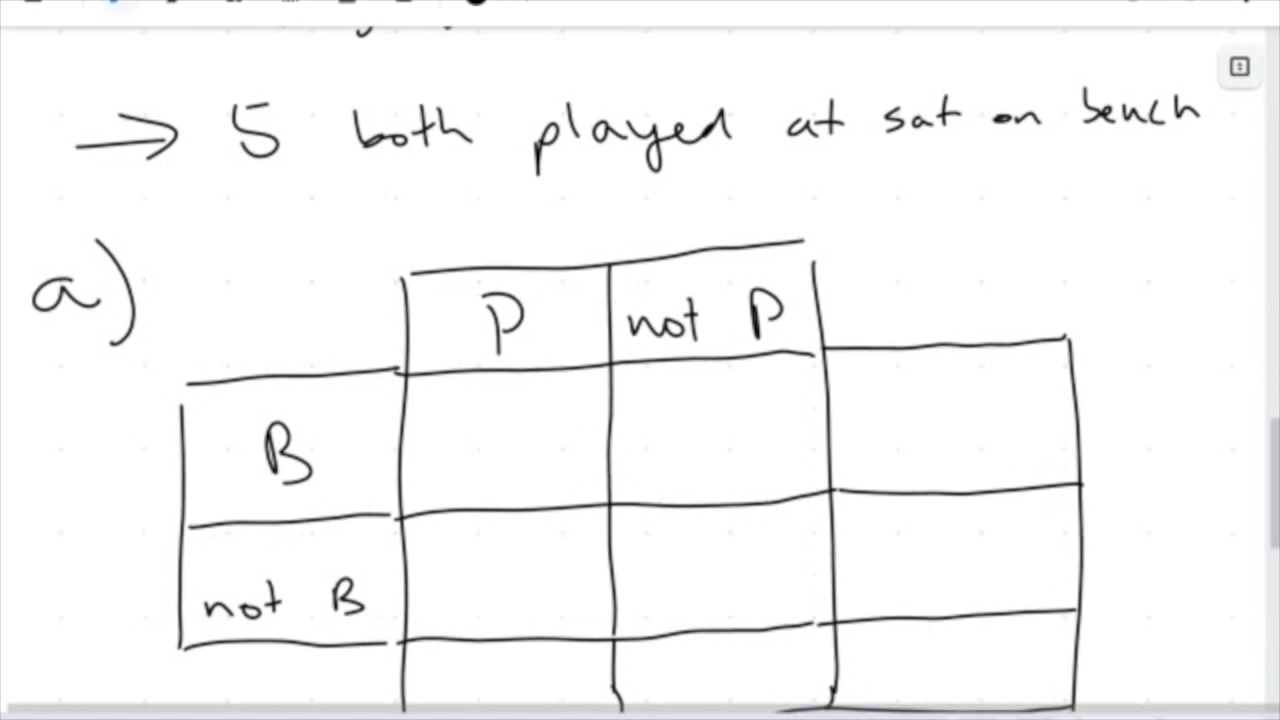 → 5 both played at sat on bench
a)
P not P
B
not B